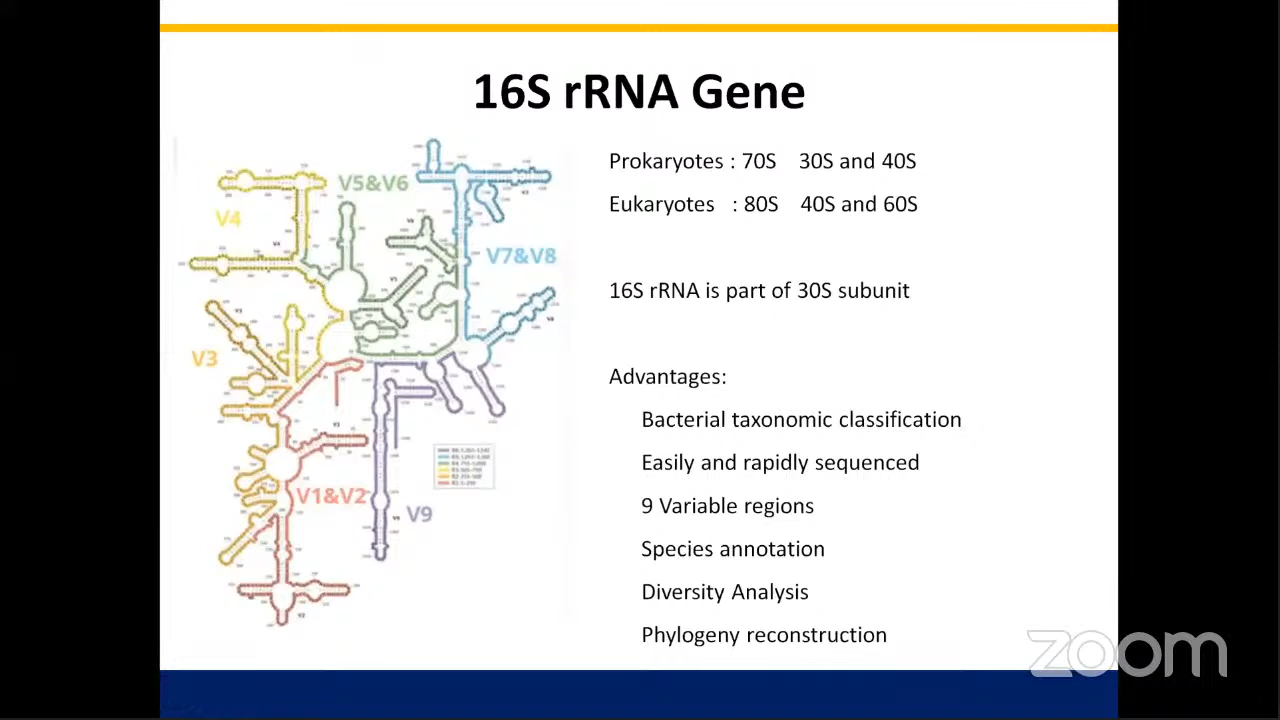 16S rRNA Gene
Prokaryotes : 70S 30S and 40S
Eukaryotes : 80S 40S and 60S
16S rRNA is part of 30S subunit
Advantages:
Bacterial taxonomic classification
Easily and rapidly sequenced
9 Variable regions
Species annotation
Diversity Analysis
Phylogeny reconstruction
V5&V6
V4
V7&V8
V3
V1&V2
V9
zoom